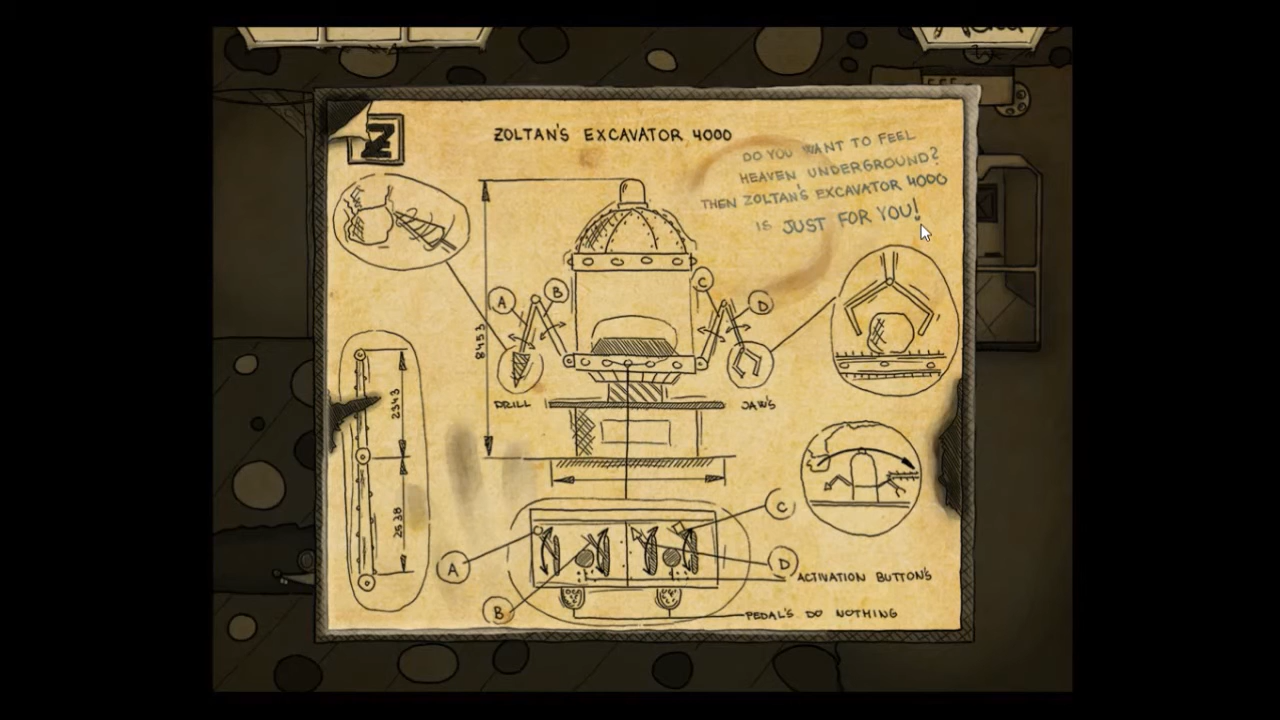 Z
ZOLTAN'S EXCAVATOR 4000
DO YOU WANT TO FEEL
HEAVEN UNDERGROUND?
THEN ZOLTAN'S EXCAVATOR 4000
IS JUST FOR YOU!
A
B
C
D
8453
DRILL
JAW'S
2343
2538
C
A
D
ACTIVATION BUTTON'S
B
PEDAL'S DO NOTHING